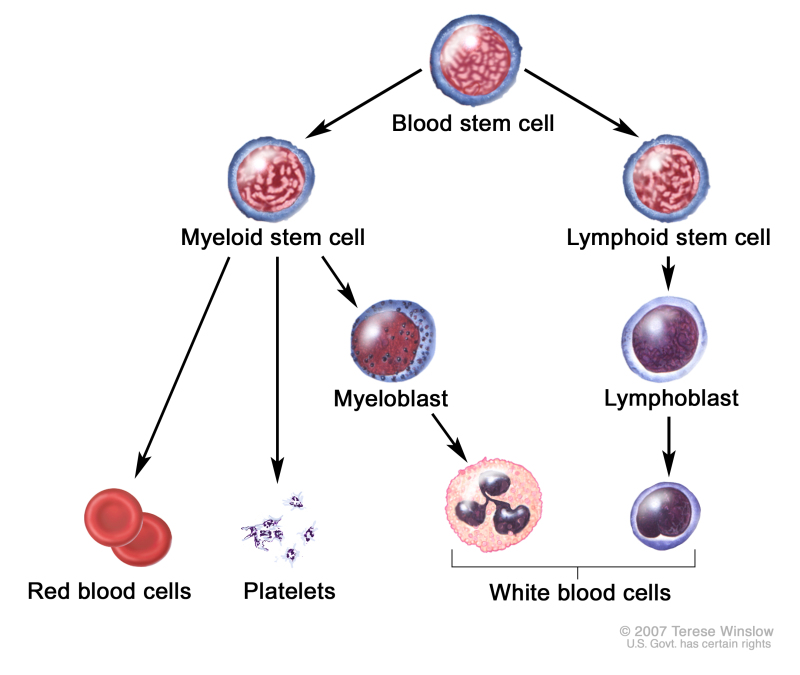 Blood stem cell
Myeloid stem cell
Lymphoid stem cell
Myeloblast
Lymphoblast
Red blood cells
Platelets
White blood cells
© 2007 Terese Winslow
U.S. Govt. has certain rights